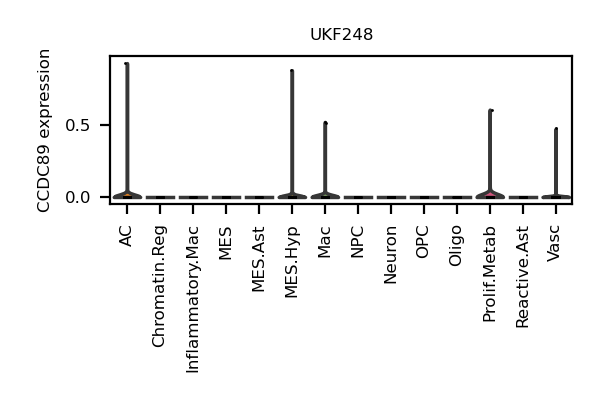 UKF248
CCDC89 expression
0.5
0.0
AC
Chromatin.Reg
Inflammatory.Mac
MES
MES.Ast
MES.Hyp
Mac
NPC
Neuron
OPC
Oligo
Prolif.Metab
Reactive.Ast
Vasc